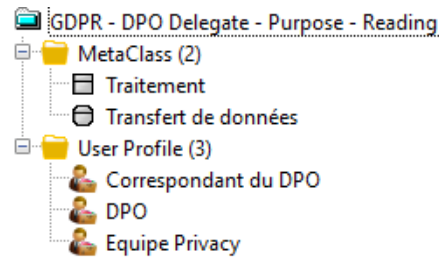 GDPR - DPO Delegate - Purpose - Reading
MetaClass (2)
Traitement
Transfert de données
User Profile (3)
Correspondant du DPO
DPO
Equipe Privacy